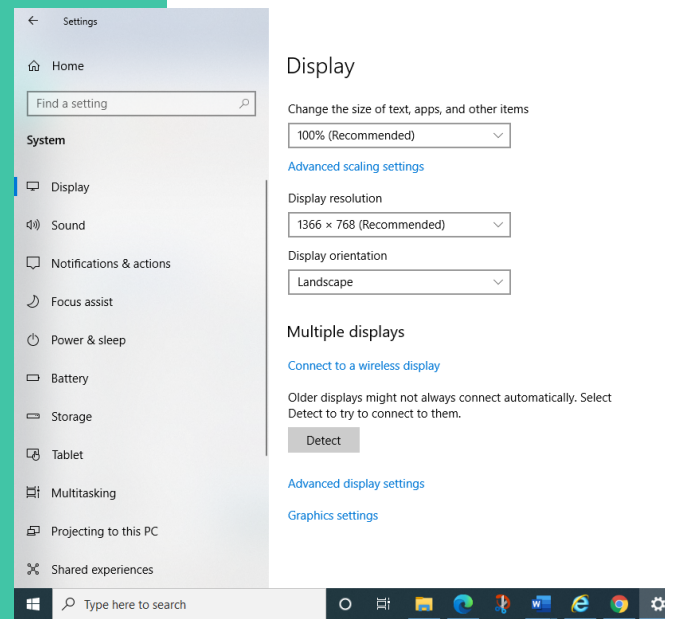 Settings
Home
Find a setting
System
Display
Sound
Notifications & actions
Focus assist
Power & sleep
Battery
Storage
Tablet
Multitasking
Projecting to this PC
Shared experiences
Display
Change the size of text, apps, and other items
100% (Recommended)
Advanced scaling settings
Display resolution
1366 × 768 (Recommended)
Display orientation
Landscape
Multiple displays
Connect to a wireless display
Older displays might not always connect automatically. Select
Detect to try to connect to them.
Detect
Advanced display settings
Graphics settings
Type here to search